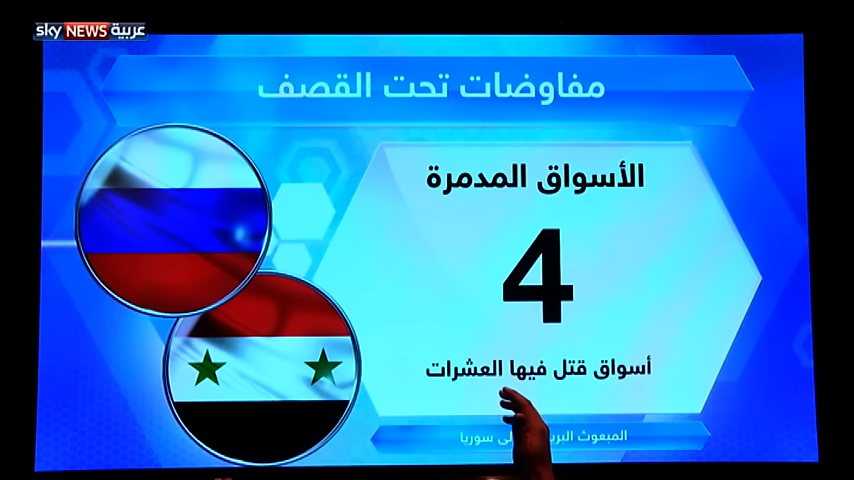 sky NEWS عربية
مفاوضات تحت القصف
الأسواق المدمرة
4
أسواق قتل فيها العشرات
المبعوث سوريا